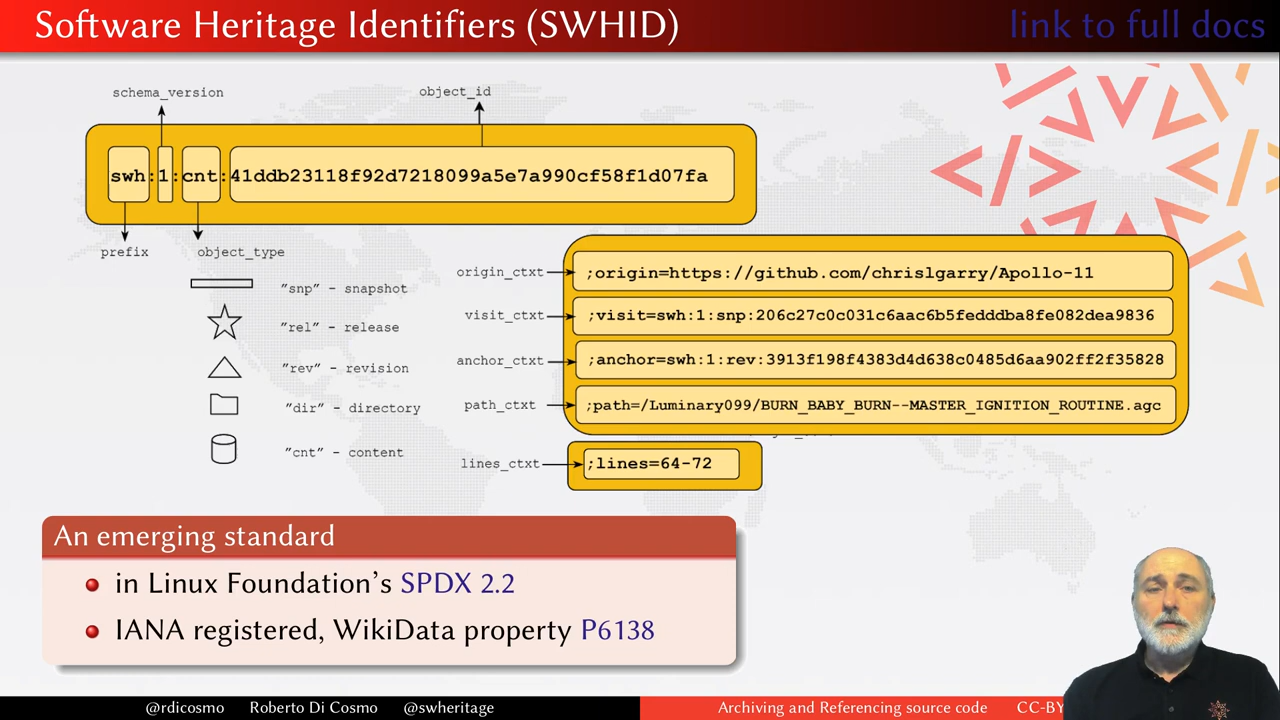 Software Heritage Identifiers (SWHID)
link to full docs
schema_version
object_id
swh:1:cnt:41ddb23118f92d7218099a5e7a990cf58f1d07fa
prefix
object_type
"snp" - snapshot
"rel" - release
"rev" - revision
"dir" - directory
"cnt" - content
origin_ctxt
;origin=https://github.com/chrislgarry/Apollo-11
visit_ctxt
;visit=swh:1:snp:206c27c0c031c6aac6b5fedddba8fe082dea9836
anchor_ctxt
;anchor=swh:1:rev:3913f198f4383d4d638c0485d6aa902ff2f35828
path_ctxt
;path=/Luminary099/BURN_BABY_BURN--MASTER_IGNITION_ROUTINE.agc
lines_ctxt
;lines=64-72
An emerging standard
in Linux Foundation's SPDX 2.2
IANA registered, WikiData property P6138
@rdicosmo Roberto Di Cosmo @swheritage
Archiving and Referencing source code CC-BY